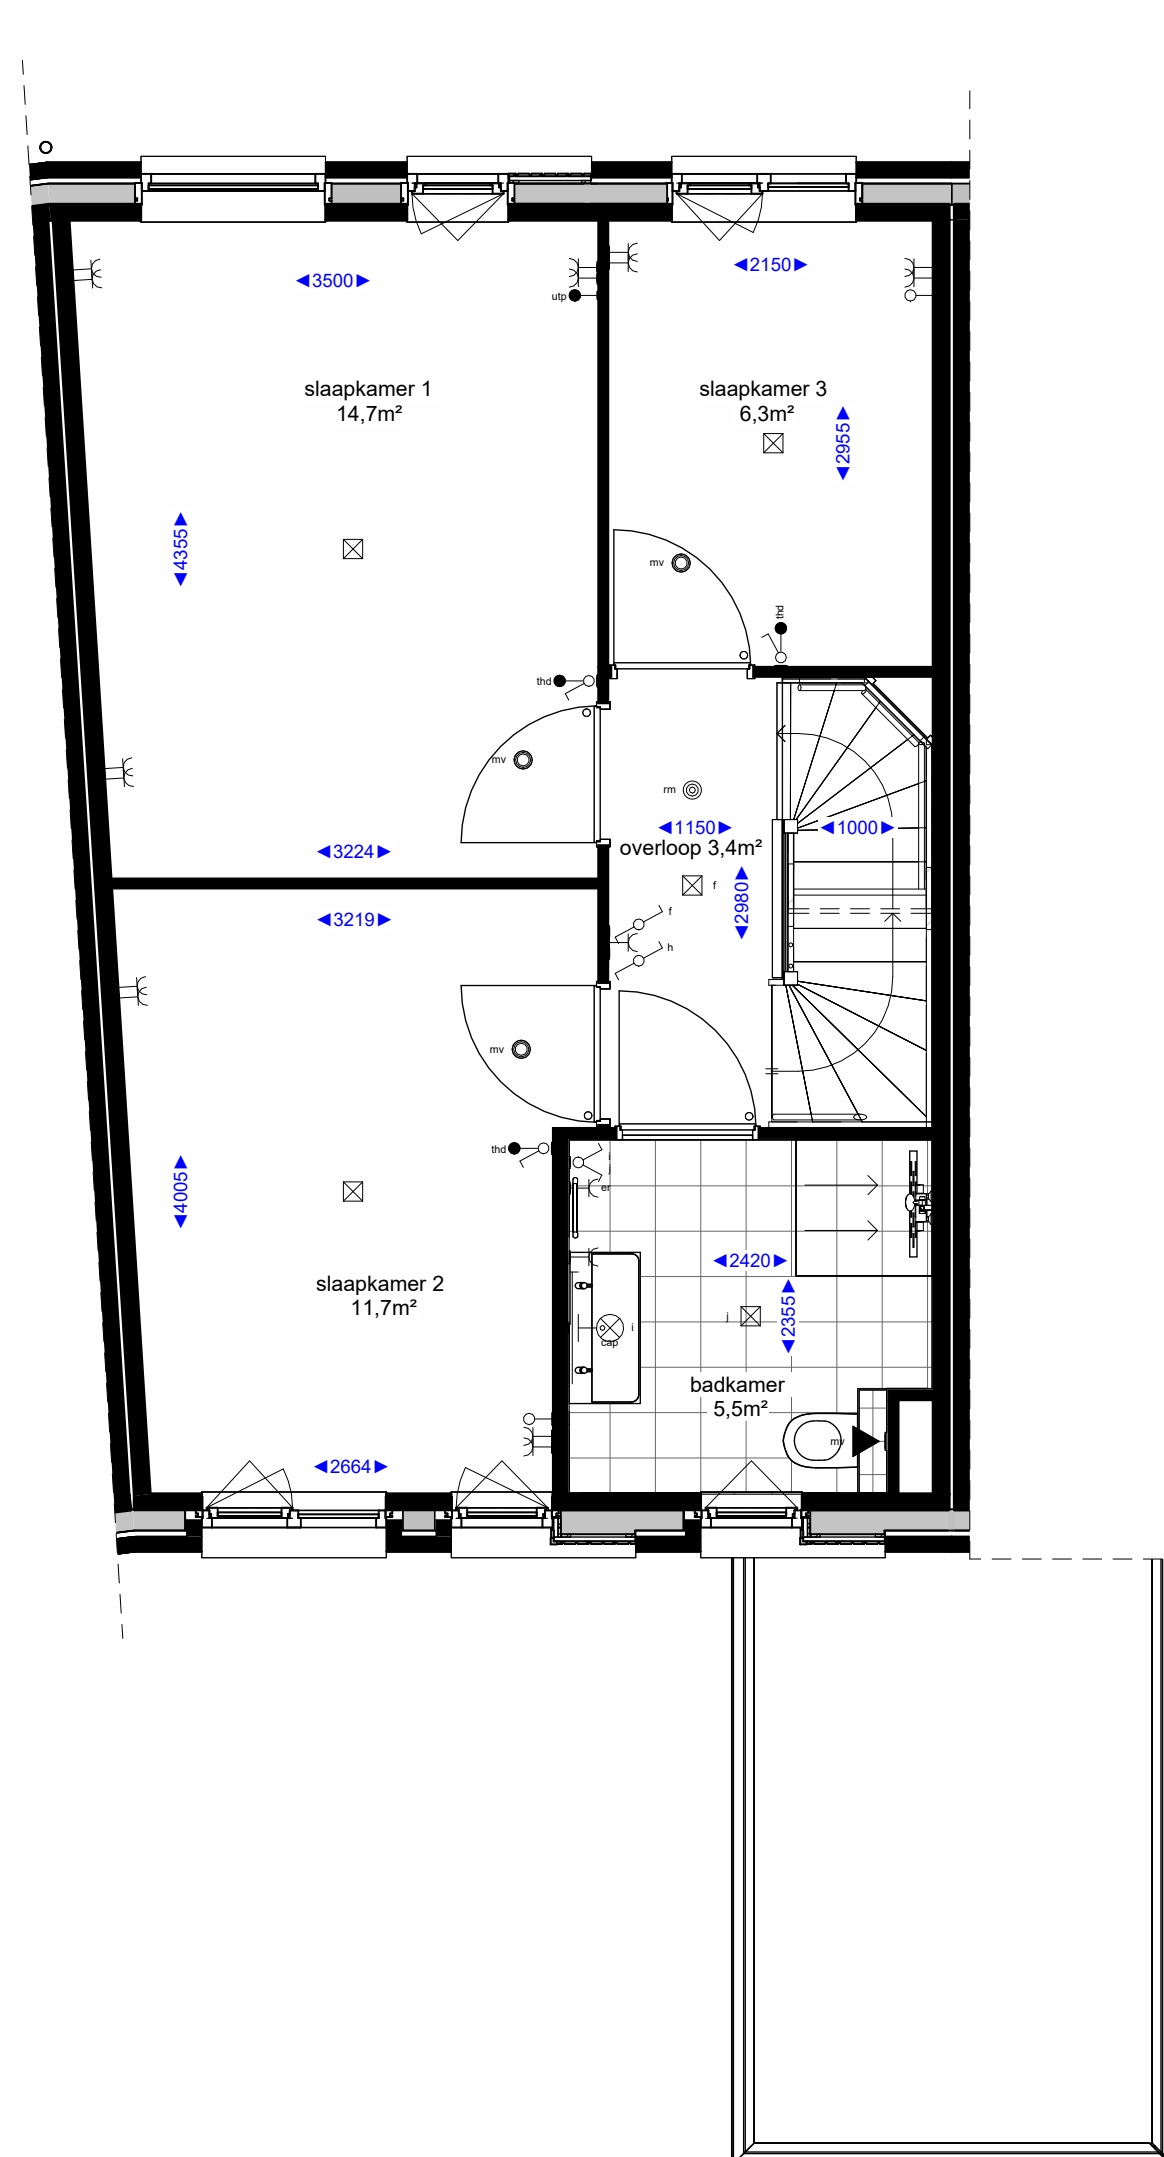 3500
2150
utp
slaapkamer 1
14,7m²
slaapkamer 3
6,3m²
2955
4355
mv
thd
thd
mv
rm
1150
1000
overloop 3,4m²
3224
f
2980
3219
f
h
mv
thd
er
4005
2420
slaapkamer 2
11,7m²
2355
j
i
cap
badkamer
5,5m²
mv
2664